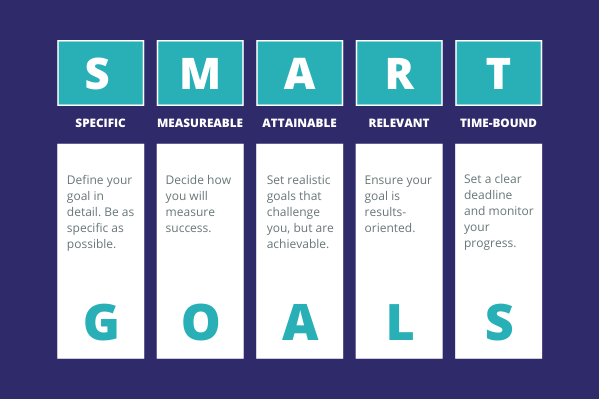 S M A R T
SPECIFIC MEASUREABLE ATTAINABLE RELEVANT TIME-BOUND
Define your
goal in
detail. Be as
specific as
possible.
Decide how
you will
measure
success.
Set realistic
goals that
challenge
you, but are
achievable.
Ensure your
goal is
results-
oriented.
Set a clear
deadline
and monitor
your
progress.
G O A L S